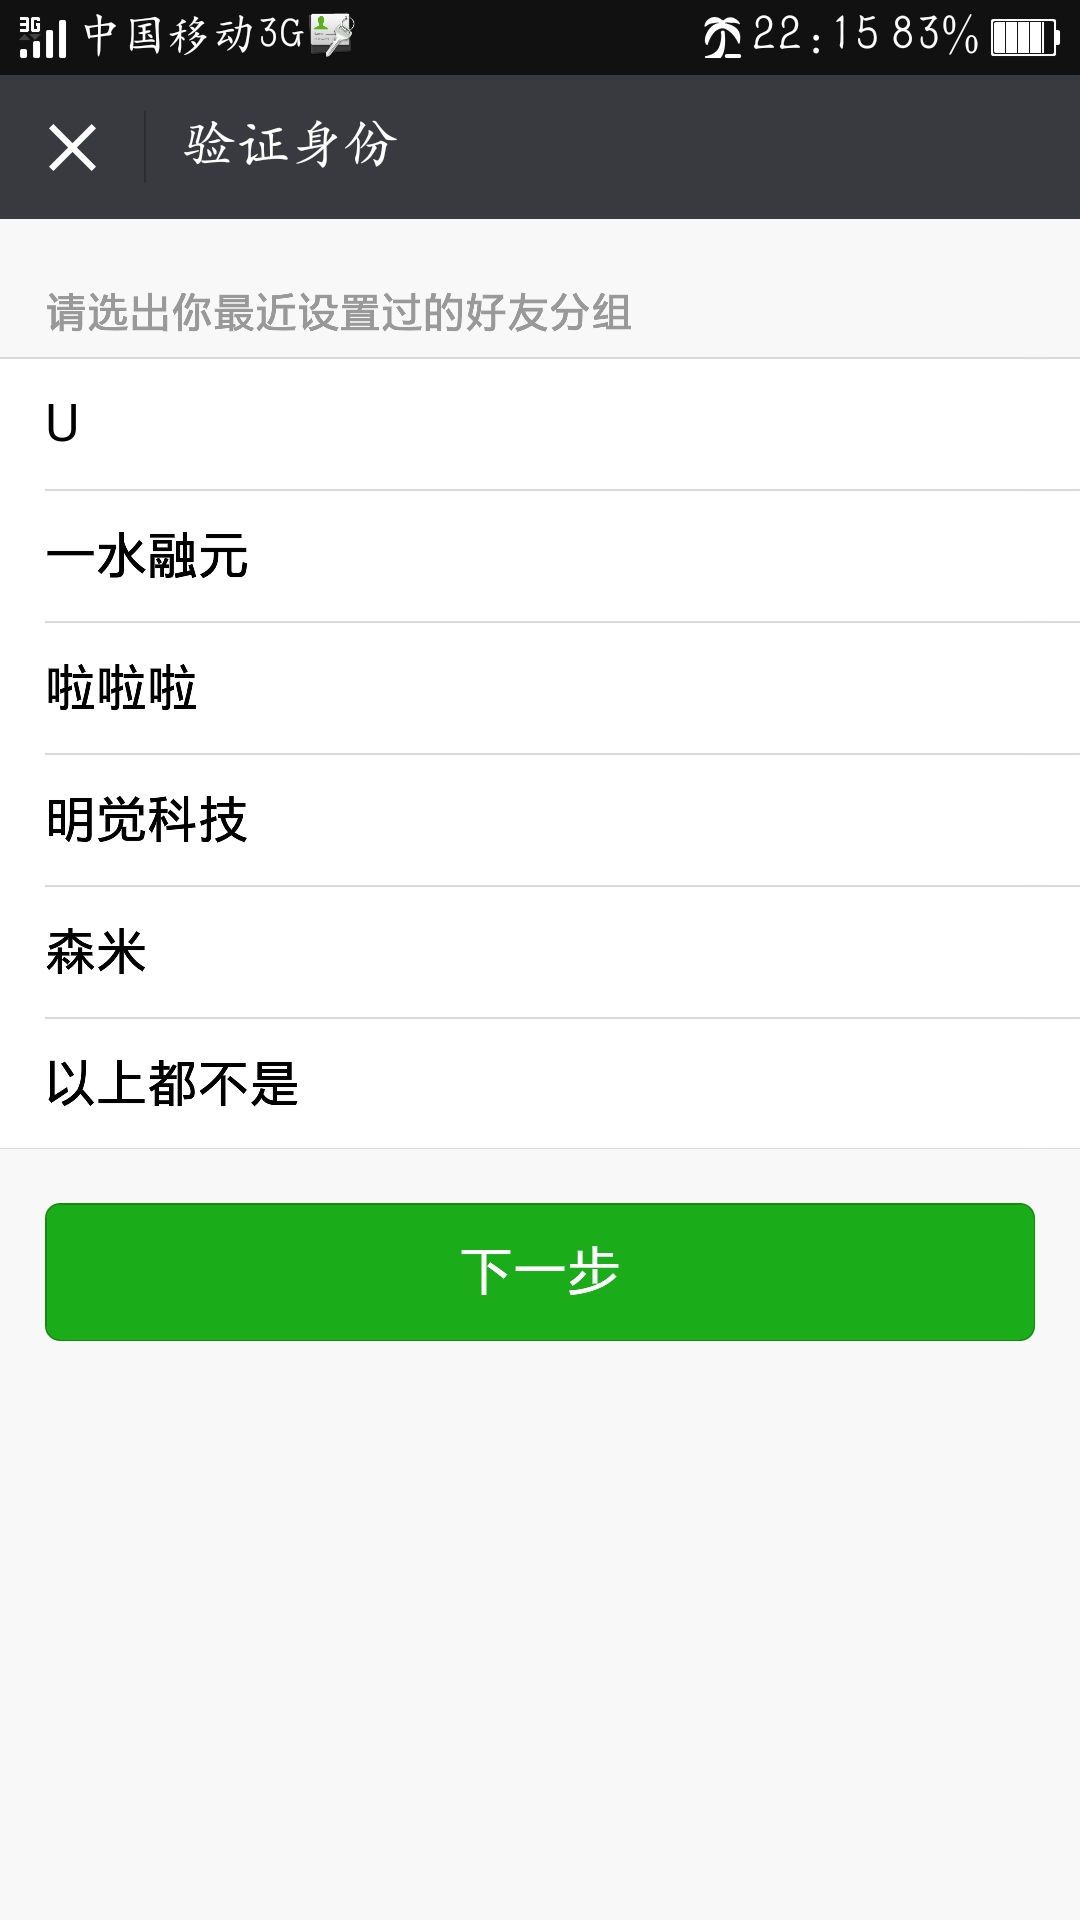 3G 中国移动3G 22:15 83%
验证身份
请选出你最近设置过的好友分组
U
一水融元
啦啦啦
明觉科技
森米
以上都不是
下一步